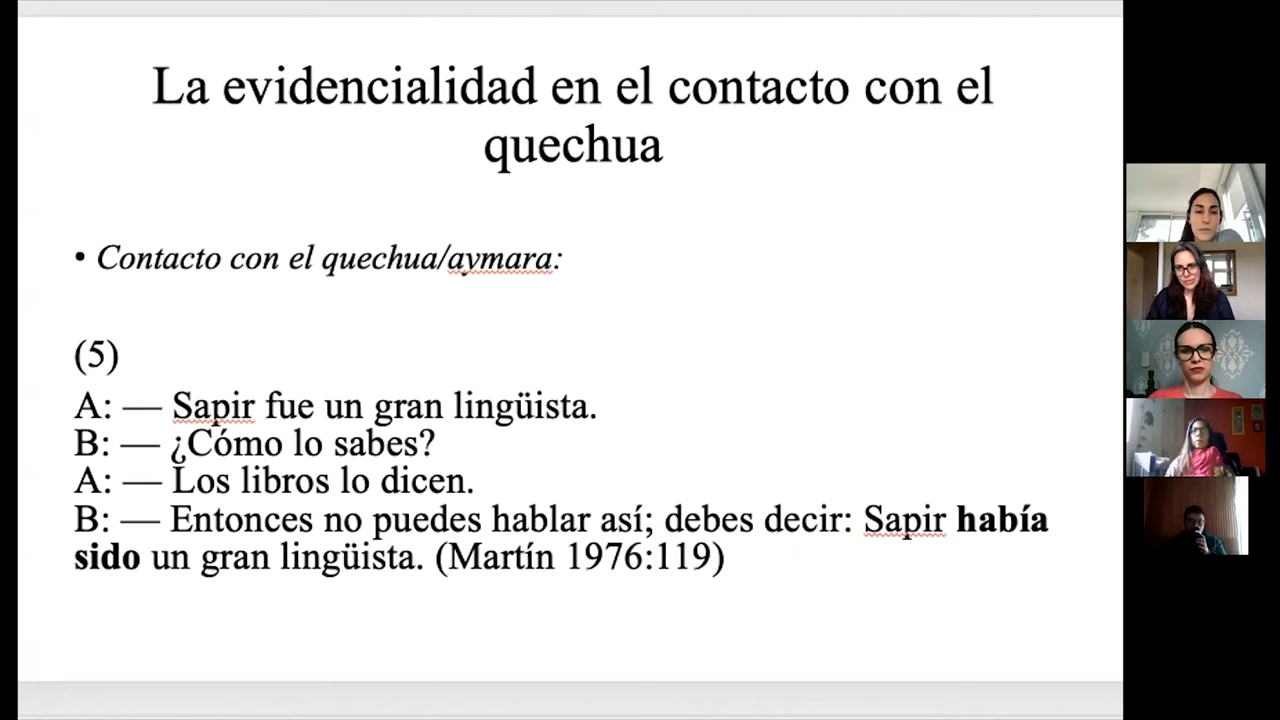 La evidencialidad en el contacto con el
quechua
• Contacto con el quechua/aymara:
(5)
A: — Sapir fue un gran lingüista.
B: — ¿Cómo lo sabes?
A: — Los libros lo dicen.
B: — Entonces no puedes hablar así; debes decir: Sapir había
sido un gran lingüista. (Martín 1976:119)